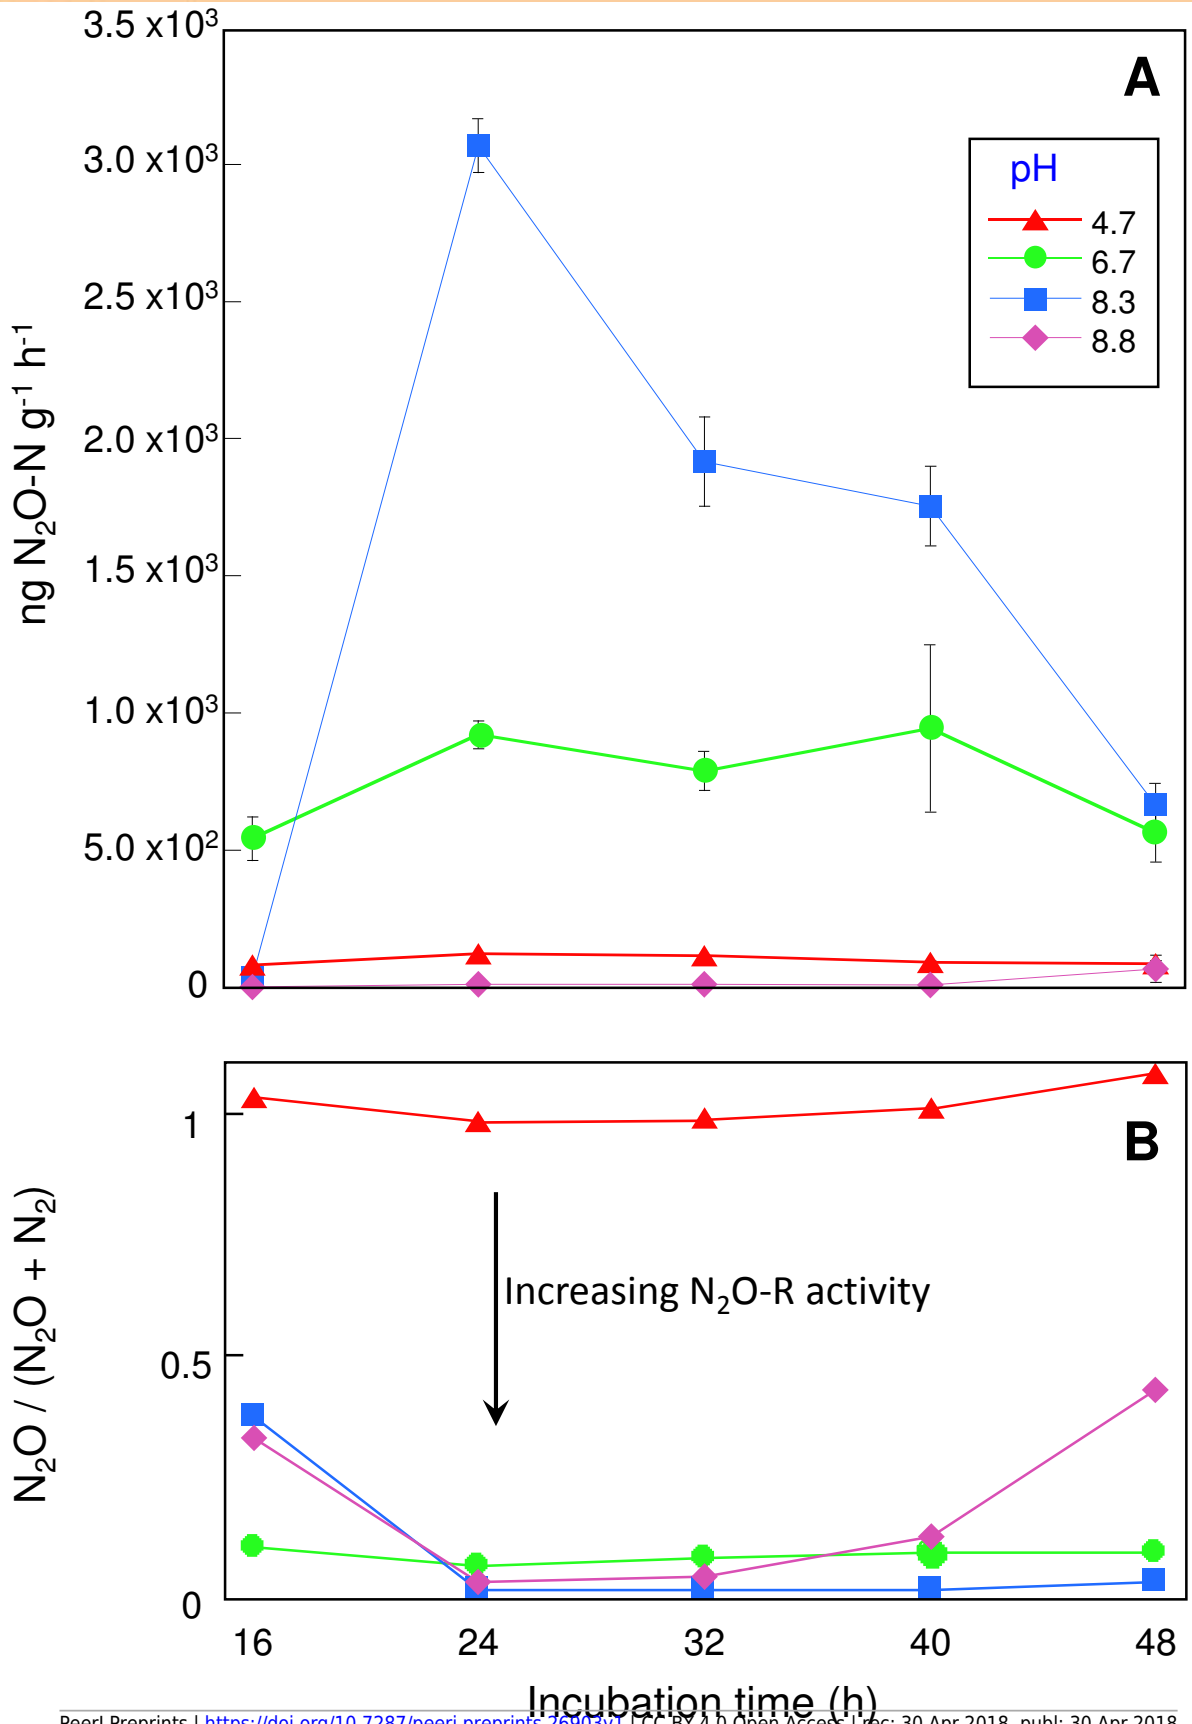 3.5 x10³
A
3.0 x10³
pH
4.7
6.7
8.3
8.8
2.5 x10³
2.0 x10³
1.5 x10³
1.0 x10³
5.0 x10²
0
ng N₂O-N g⁻¹ h⁻¹
B
1
Increasing N₂O-R activity
0.5
0
N₂O / (N₂O + N₂)
16 24 32 40 48
Incubation time (h)
PeerJ Preprints | https://doi.org/10.7287/peerj.preprints.26903v1 | CC BY 4.0 Open Access | rec: 30 Apr 2018, publ: 30 Apr 2018